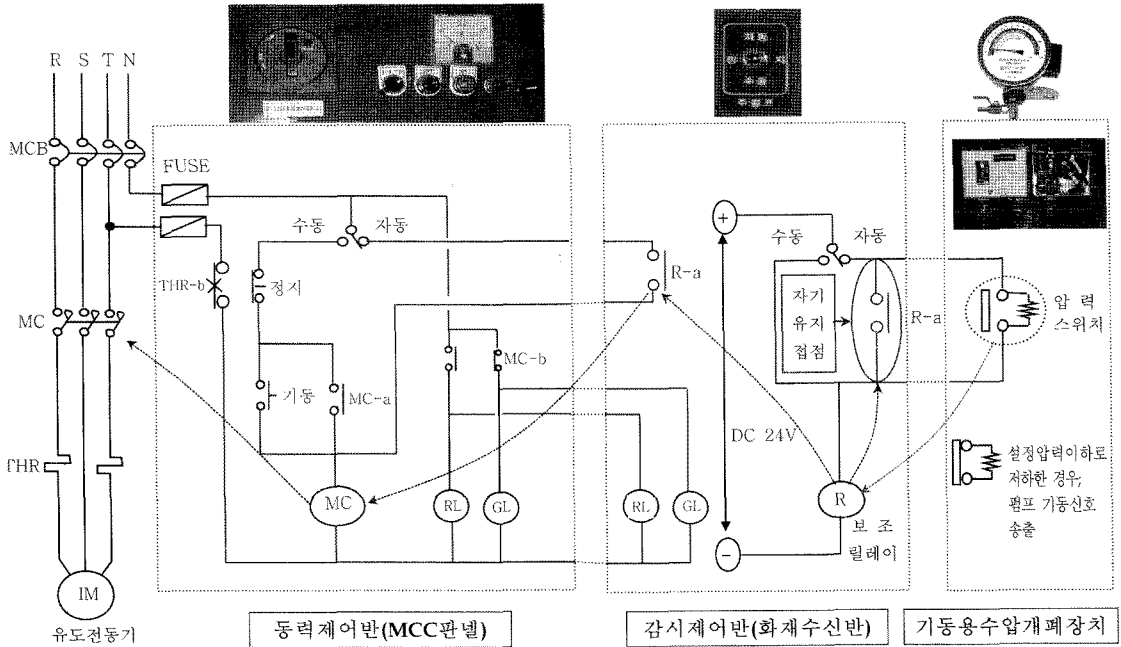 R S T N
MCB
FUSE
수동 자동
THR-b
정지
MC
기동
MC-a
MC-b
THR
MC
RL
GL
IM
유도전동기
동력제어반(MCC판넬)
R-a
+
수동 자동
자기
유지
접점
R-a
DC 24V
RL
GL
R
보 조
릴레이
−
감시제어반(화재수신반)
압 력
스위치
설정압력이하로
저하한 경우,
펌프 기동신호
송출
기동용수압개폐장치